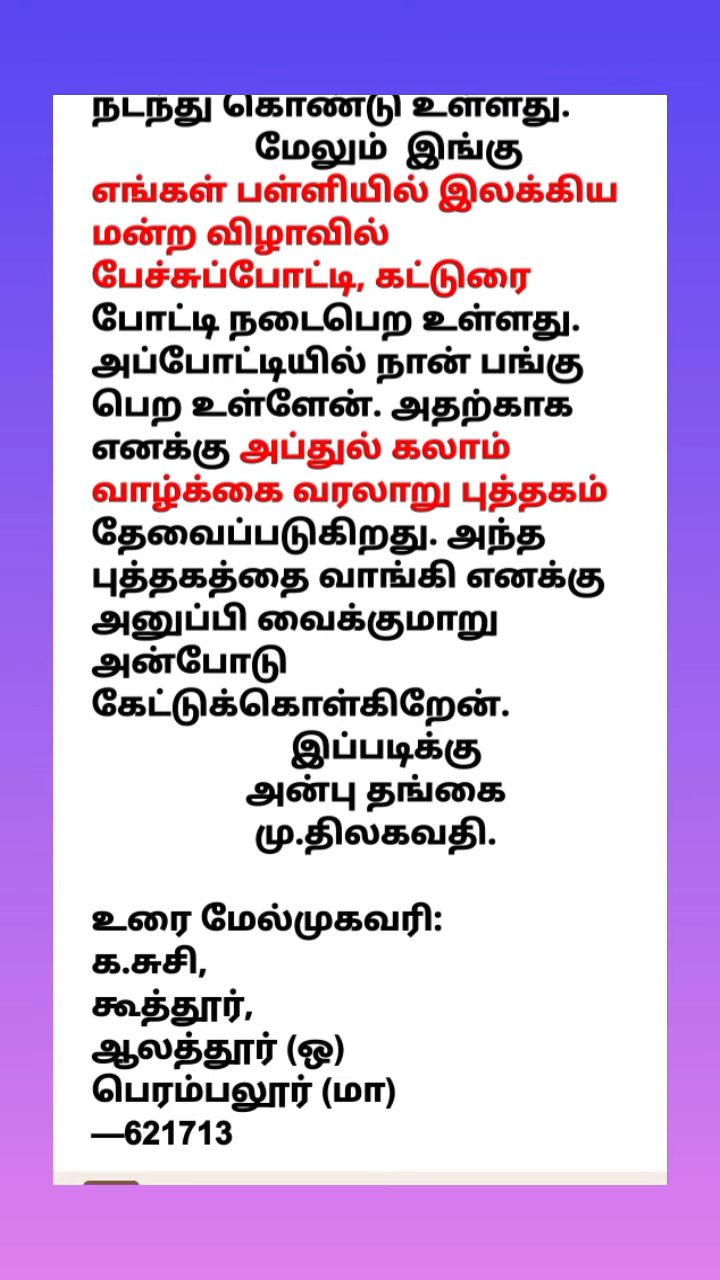 நடந்து கொண்டு உள்ளது.
மேலும் இங்கு
எங்கள் பள்ளியில் இலக்கிய
மன்ற விழாவில்
பேச்சுப்போட்டி, கட்டுரை
போட்டி நடைபெற உள்ளது.
அப்போட்டியில் நான் பங்கு
பெற உள்ளேன். அதற்காக
எனக்கு அப்துல் கலாம்
வாழ்க்கை வரலாறு புத்தகம்
தேவைப்படுகிறது. அந்த
புத்தகத்தை வாங்கி எனக்கு
அனுப்பி வைக்குமாறு
அன்போடு
கேட்டுக்கொள்கிறேன்.
இப்படிக்கு
அன்பு தங்கை
மு.திலகவதி.
உரை மேல்முகவரி:
க.சுசி,
கூத்தூர்,
ஆலத்தூர் (ஒ)
பெரம்பலூர் (மா)
—621713